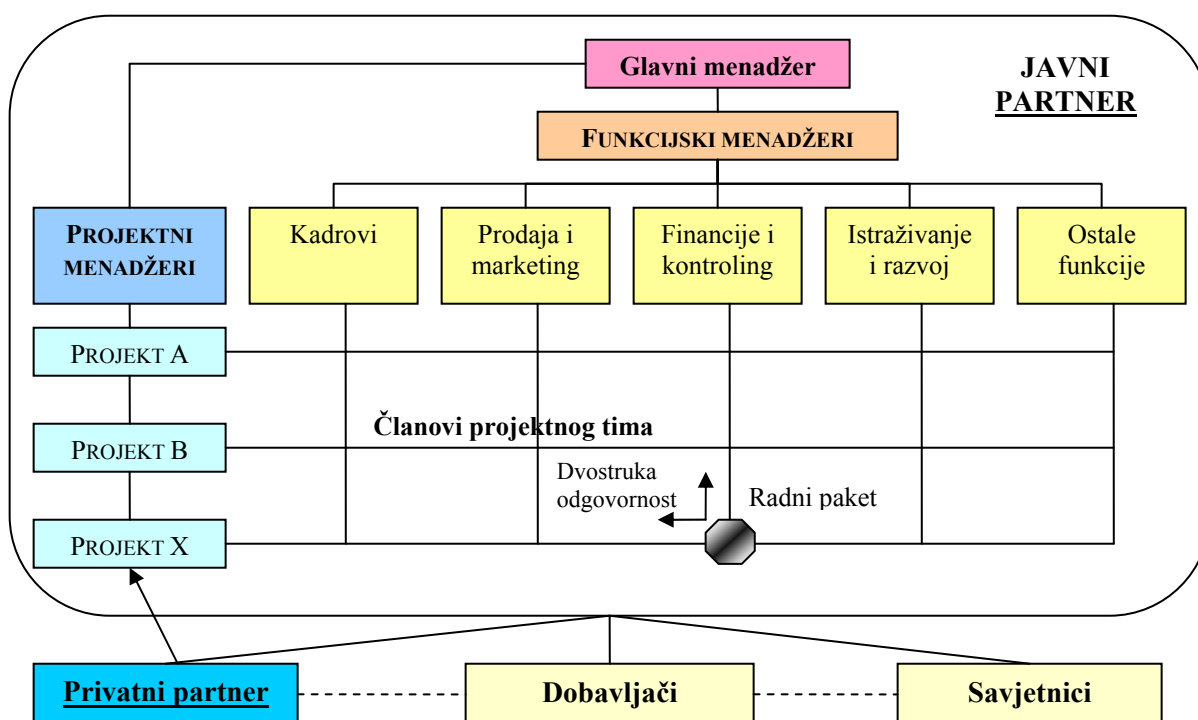 Glavni menadžer
JAVNI
PARTNER
FUNKCIJSKI MENADŽERI
PROJEKTNI
MENADŽERI
Kadrovi
Prodaja i
marketing
Financije i
kontroling
Istraživanje
i razvoj
Ostale
funkcije
PROJEKT A
Članovi projektnog tima
PROJEKT B
Dvostruka
odgovornost
Radni paket
PROJEKT X
Privatni partner
Dobavljači
Savjetnici